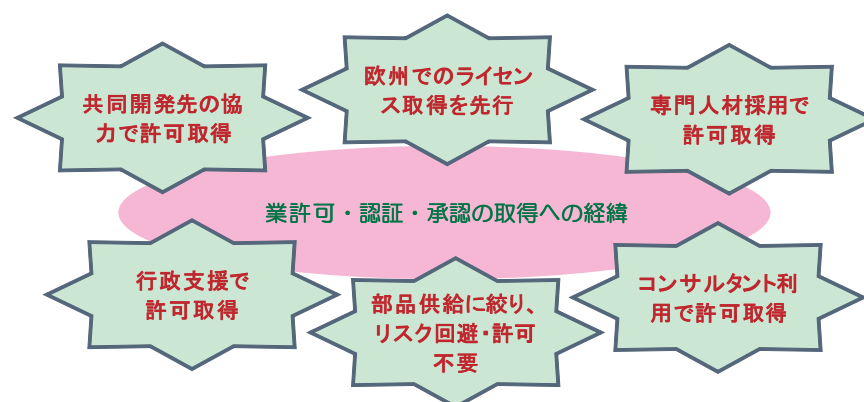 欧州でのライセン
ス取得を先行
共同開発先の協
力で許可取得
専門人材採用で
許可取得
業許可・認証・承認の取得への経緯
行政支援で
許可取得
部品供給に絞り、
リスク回避・許可
不要
コンサルタント利
用で許可取得